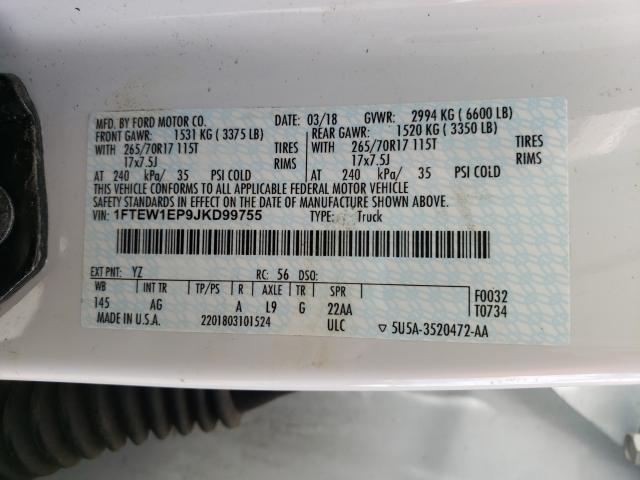 MFD. BY FORD MOTOR CO.
DATE: 03/18 GVWR: 2994 KG ( 6600 LB)
FRONT GAWR: 1531 KG ( 3375 LB) REAR GAWR: 1520 KG ( 3350 LB)
WITH 265/70R17 115T TIRES WITH 265/70R17 115T TIRES
17x7.5J RIMS 17x7.5J RIMS
AT 240 kPa/ 35 PSI COLD AT 240 kPa/ 35 PSI COLD
THIS VEHICLE CONFORMS TO ALL APPLICABLE FEDERAL MOTOR VEHICLE
SAFETY STANDARDS IN EFFECT ON THE DATE OF MANUFACTURE SHOWN ABOVE.
VIN: 1FTEW1EP9JKD99755 TYPE: Truck
EXT PNT: YZ RC: 56 DSO:
WB INT TR TP/PS R AXLE TR SPR F0032
145 AG A L9 G 22AA T0734
MADE IN U.S.A. 2201803101524 ULC ▽ 5U5A-3520472-AA